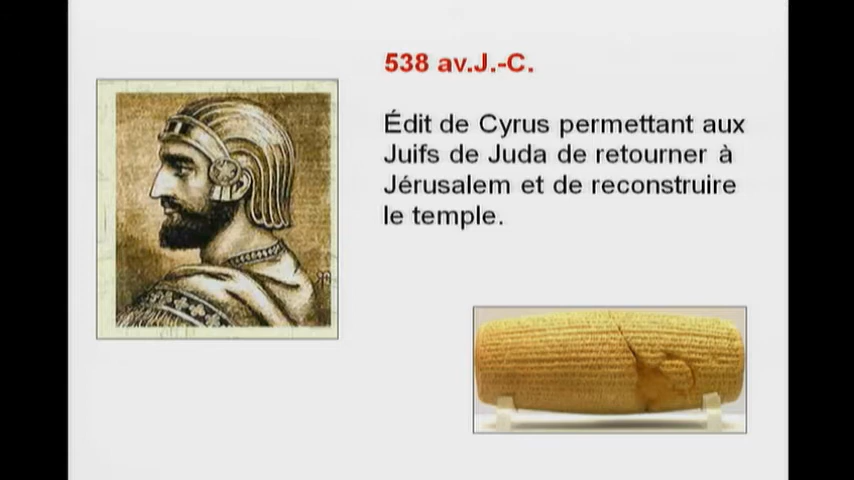 538 av.J.-C.
Édit de Cyrus permettant aux
Juifs de Juda de retourner à
Jérusalem et de reconstruire
le temple.